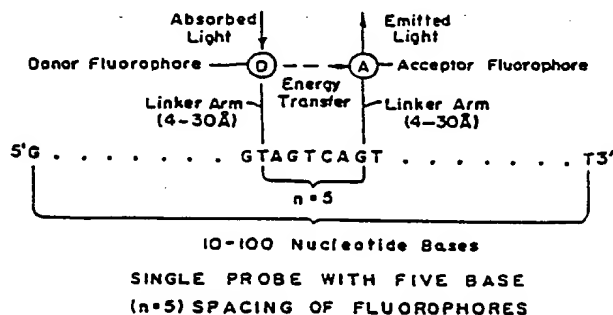 Absorbed Light Emitted Light
Donor Fluorophore D A Acceptor Fluorophore
Energy Transfer
Linker Arm (4-30Å) Linker Arm (4-30Å)
5'G . . . . . . . . GTAGTCAGT . . . . . . . T3'
n=5
10-100 Nucleotide Bases
SINGLE PROBE WITH FIVE BASE
(n=5) SPACING OF FLUOROPHORES